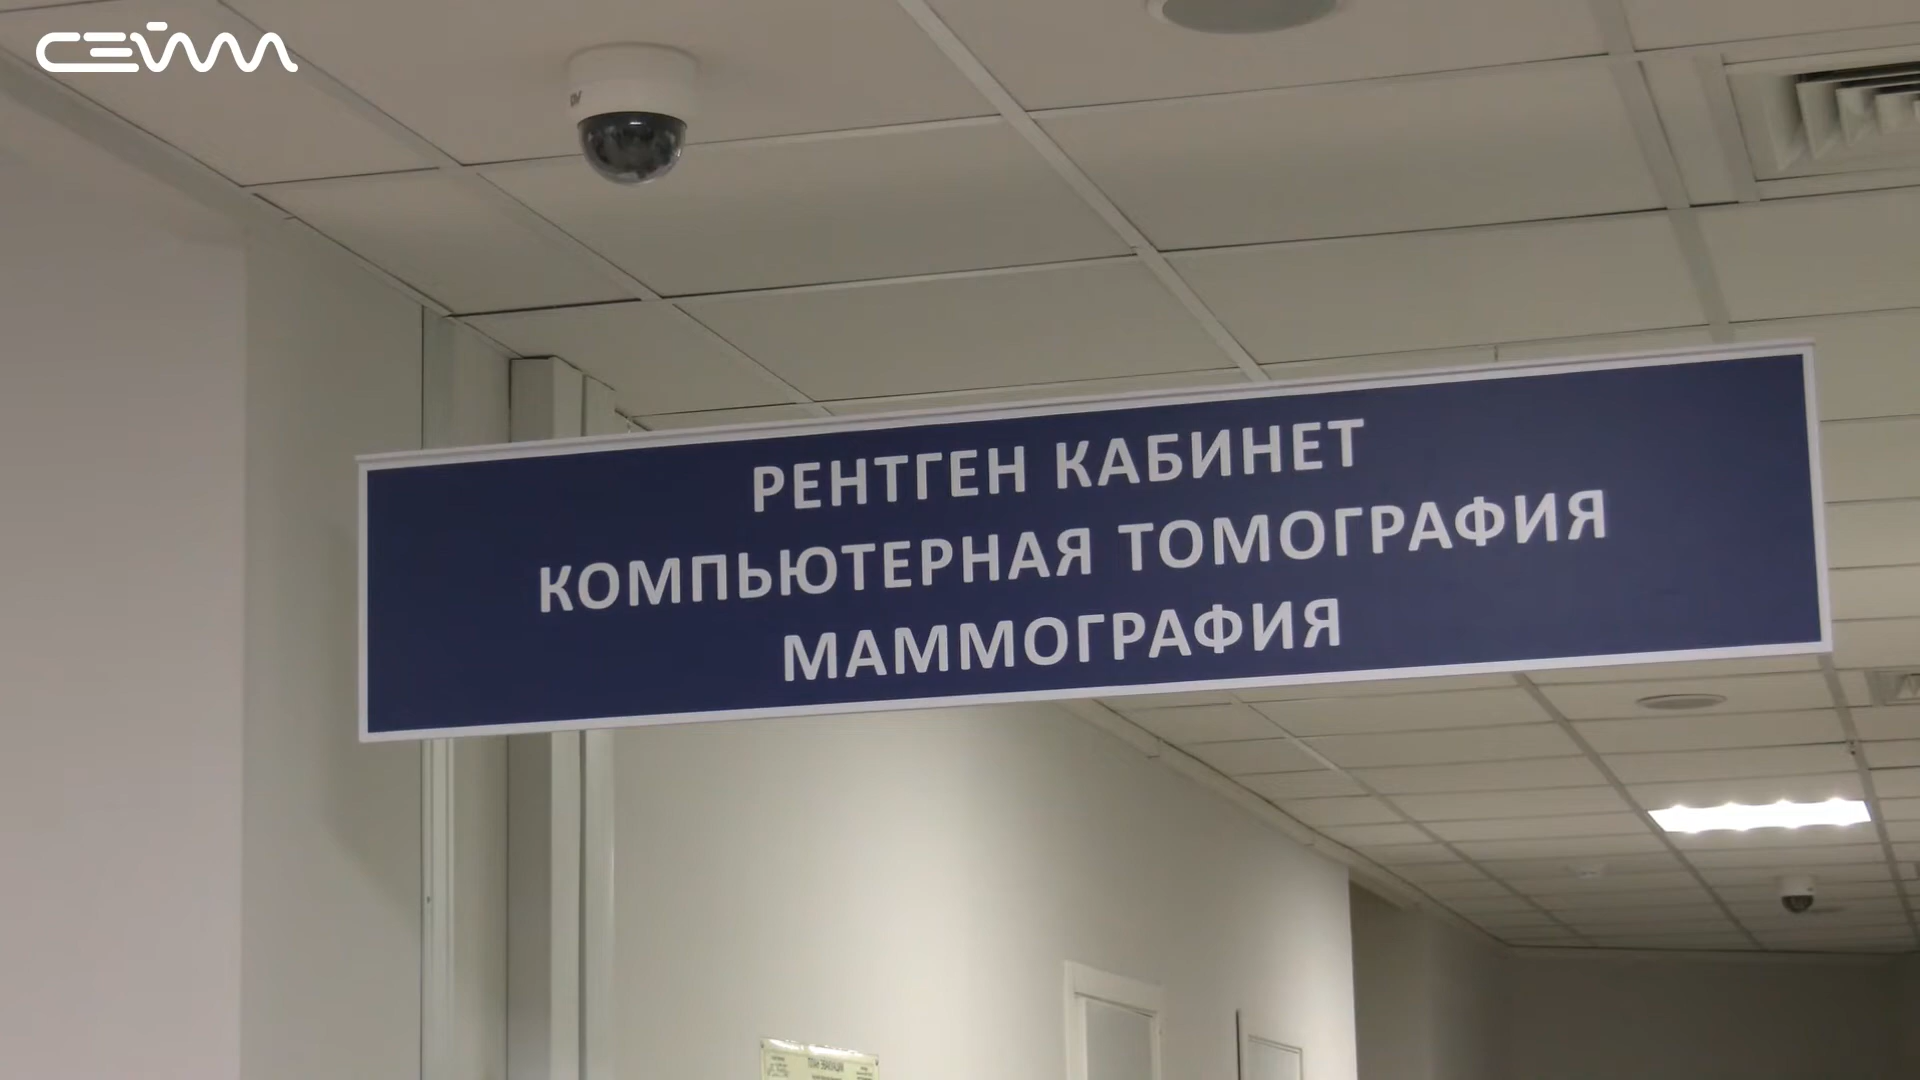 СЕЙМ
РЕНТГЕН КАБИНЕТ
КОМПЬЮТЕРНАЯ ТОМОГРАФИЯ
МАММОГРАФИЯ